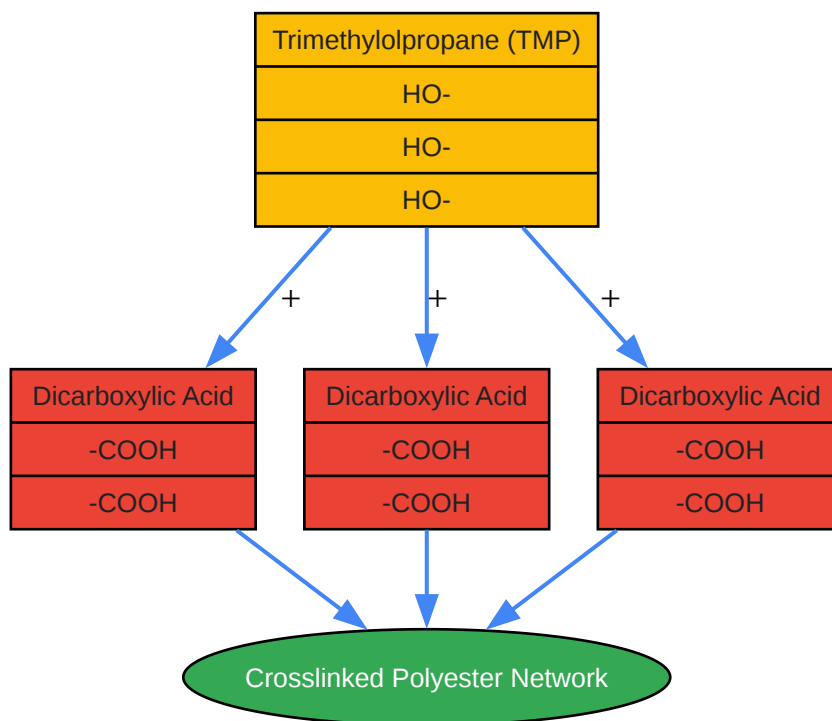 Trimethylolpropane (TMP)
HO-
HO-
HO-
+ + +
Dicarboxylic Acid Dicarboxylic Acid Dicarboxylic Acid
-COOH -COOH -COOH
-COOH -COOH -COOH
Crosslinked Polyester Network